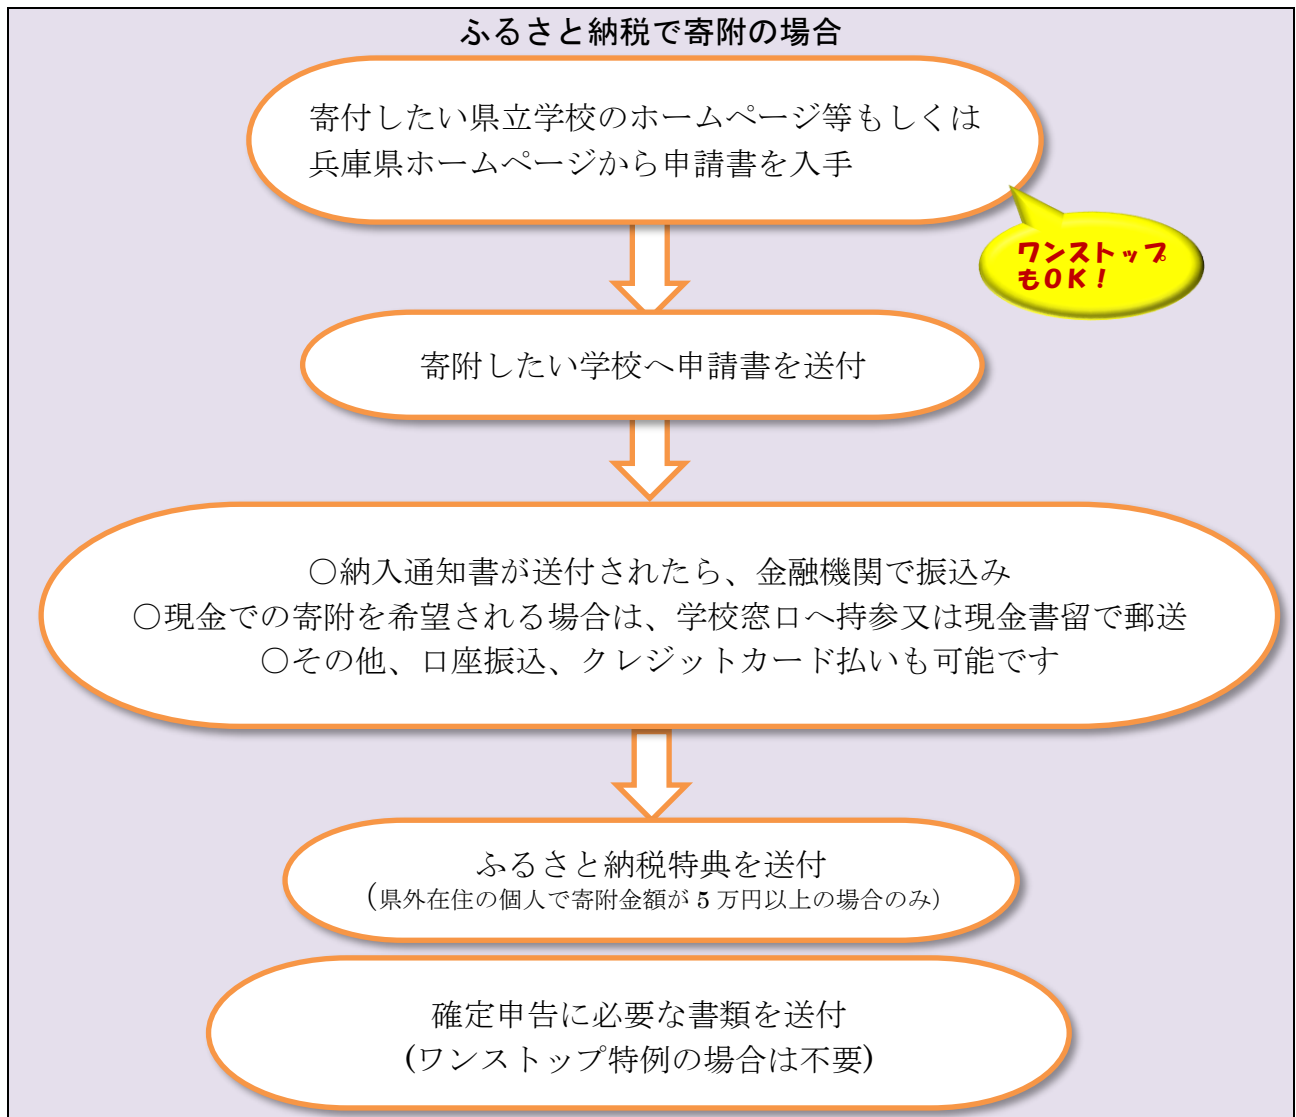 ふるさと納税で寄附の場合
寄付したい県立学校のホームページ等もしくは
兵庫県ホームページから申請書を入手
ワンストップ
もOK！
寄附したい学校へ申請書を送付
○納入通知書が送付されたら、金融機関で振込み
○現金での寄附を希望される場合は、学校窓口へ持参又は現金書留で郵送
○その他、口座振込、クレジットカード払いも可能です
ふるさと納税特典を送付
（県外在住の個人で寄附金額が 5 万円以上の場合のみ）
確定申告に必要な書類を送付
(ワンストップ特例の場合は不要)